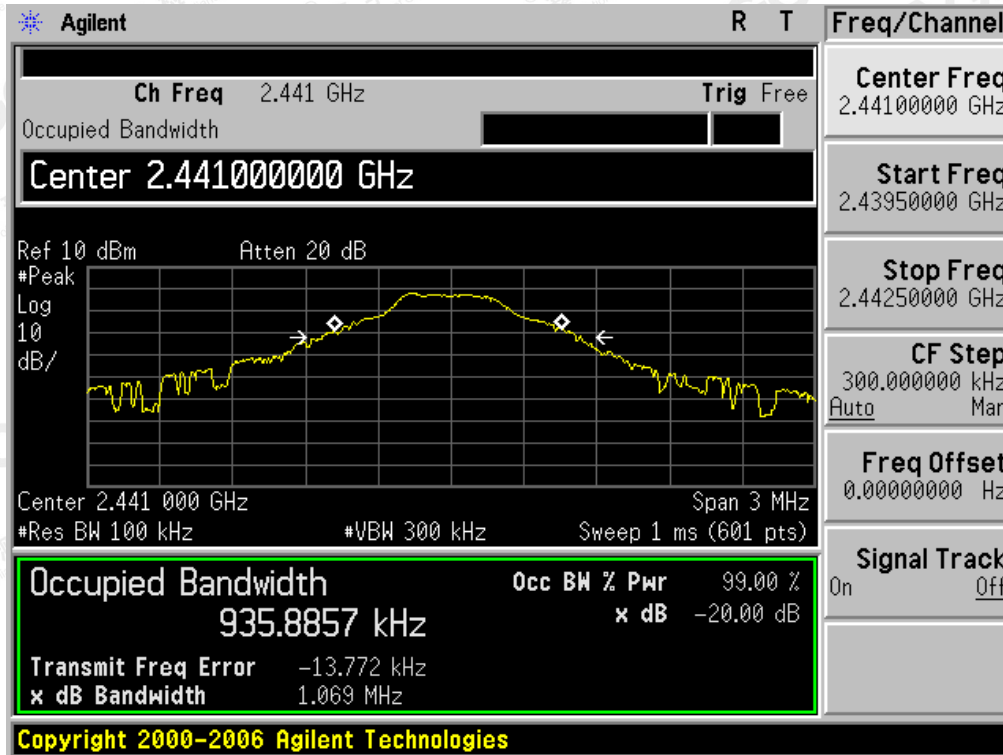 Agilent R T
Ch Freq 2.441 GHz Trig Free
Occupied Bandwidth
Center 2.441000000 GHz
Ref 10 dBm Atten 20 dB
#Peak
Log
10
dB/
Center 2.441 000 GHz Span 3 MHz
#Res BW 100 kHz #VBW 300 kHz Sweep 1 ms (601 pts)
Occupied Bandwidth
935.8857 kHz
Occ BW % Pwr 99.00 %
x dB -20.00 dB
Transmit Freq Error -13.772 kHz
x dB Bandwidth 1.069 MHz
Copyright 2000-2006 Agilent Technologies
Freq/Channel
Center Freq
2.44100000 GHz
Start Freq
2.43950000 GHz
Stop Freq
2.44250000 GHz
CF Step
300.000000 kHz
Auto Man
Freq Offset
0.00000000 Hz
Signal Track
On Off